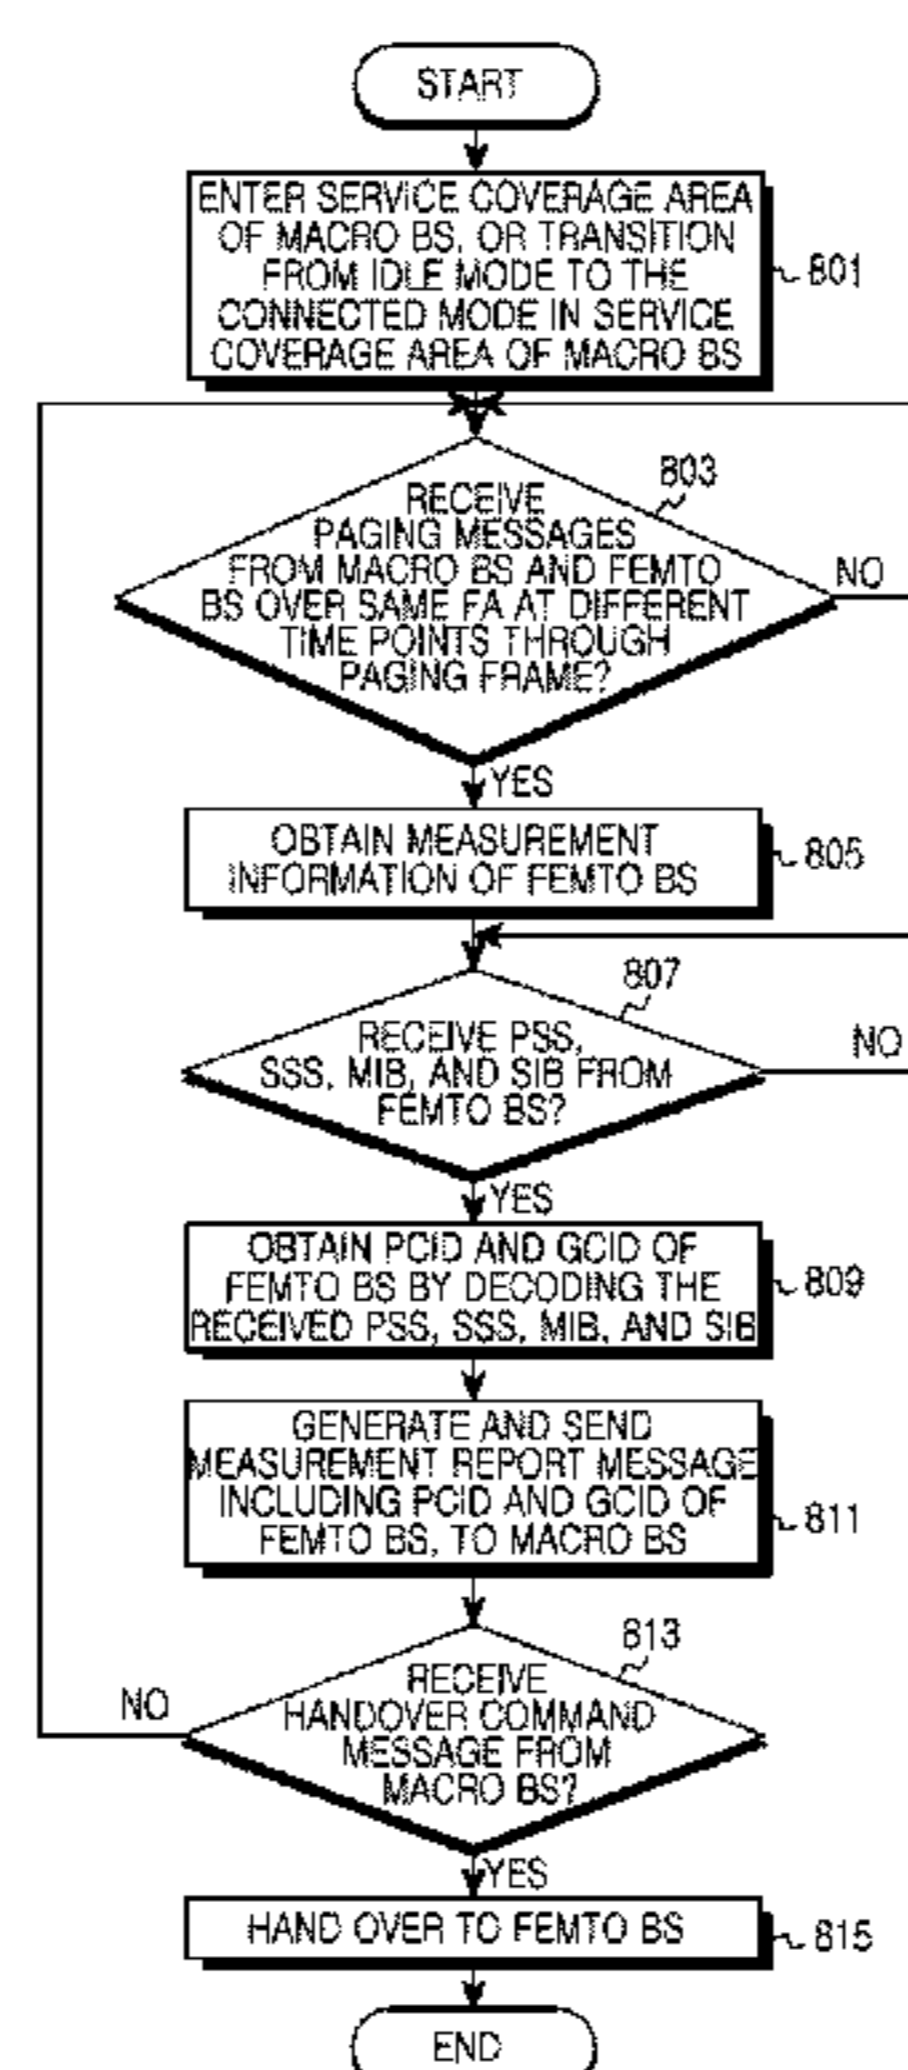 START
ENTER SERVICE COVERAGE AREA
OF MACRO BS, OR TRANSITION
FROM IDLE MODE TO THE
CONNECTED MODE IN SERVICE
COVERAGE AREA OF MACRO BS
801
803
RECEIVE
PAGING MESSAGES
FROM MACRO BS AND FEMTO
BS OVER SAME FA AT DIFFERENT
TIME POINTS THROUGH
PAGING FRAME?
NO
YES
OBTAIN MEASUREMENT
INFORMATION OF FEMTO BS
805
807
RECEIVE PSS,
SSS, MIB, AND SIB FROM
FEMTO BS?
NO
YES
OBTAIN PCID AND GCID OF
FEMTO BS BY DECODING THE
RECEIVED PSS, SSS, MIB, AND SIB
809
GENERATE AND SEND
MEASUREMENT REPORT MESSAGE
INCLUDING PCID AND GCID OF
FEMTO BS, TO MACRO BS
811
813
RECEIVE
HANDOVER COMMAND
MESSAGE FROM
MACRO BS?
NO
YES
HAND OVER TO FEMTO BS
815
END